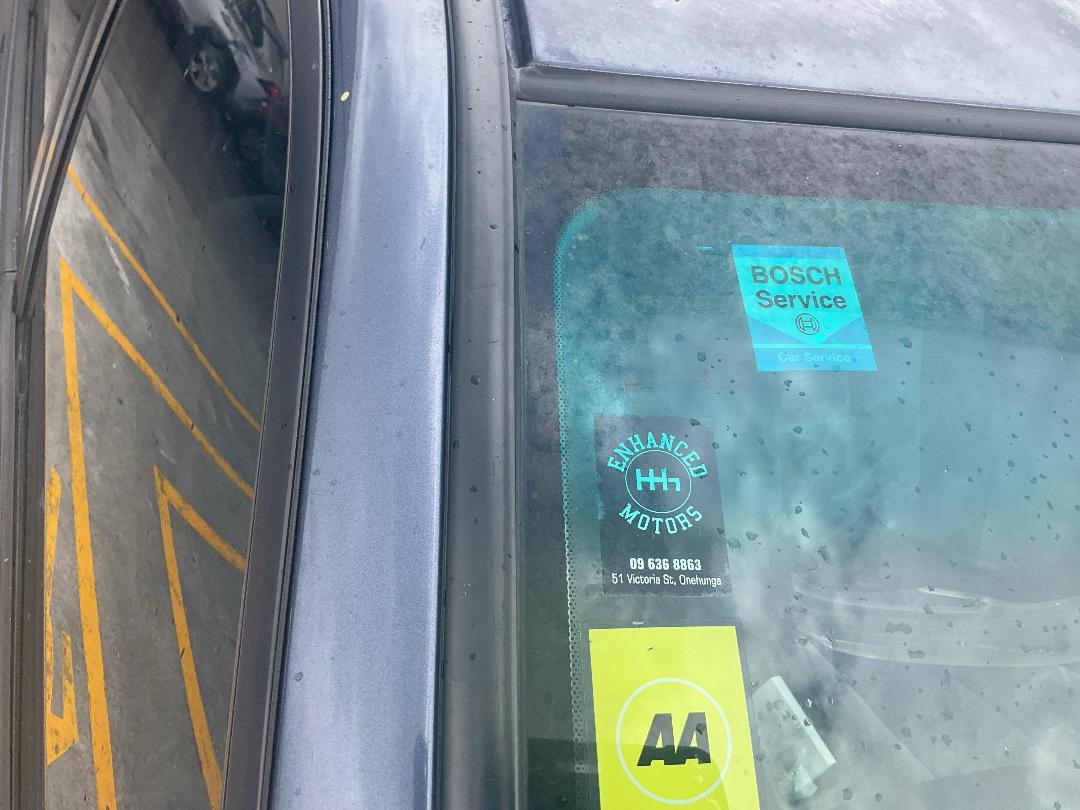 BOSCH
Service
Car Service
ENHANCED
MOTORS
09 636 8863
51 Victoria St, Onehunga
AA